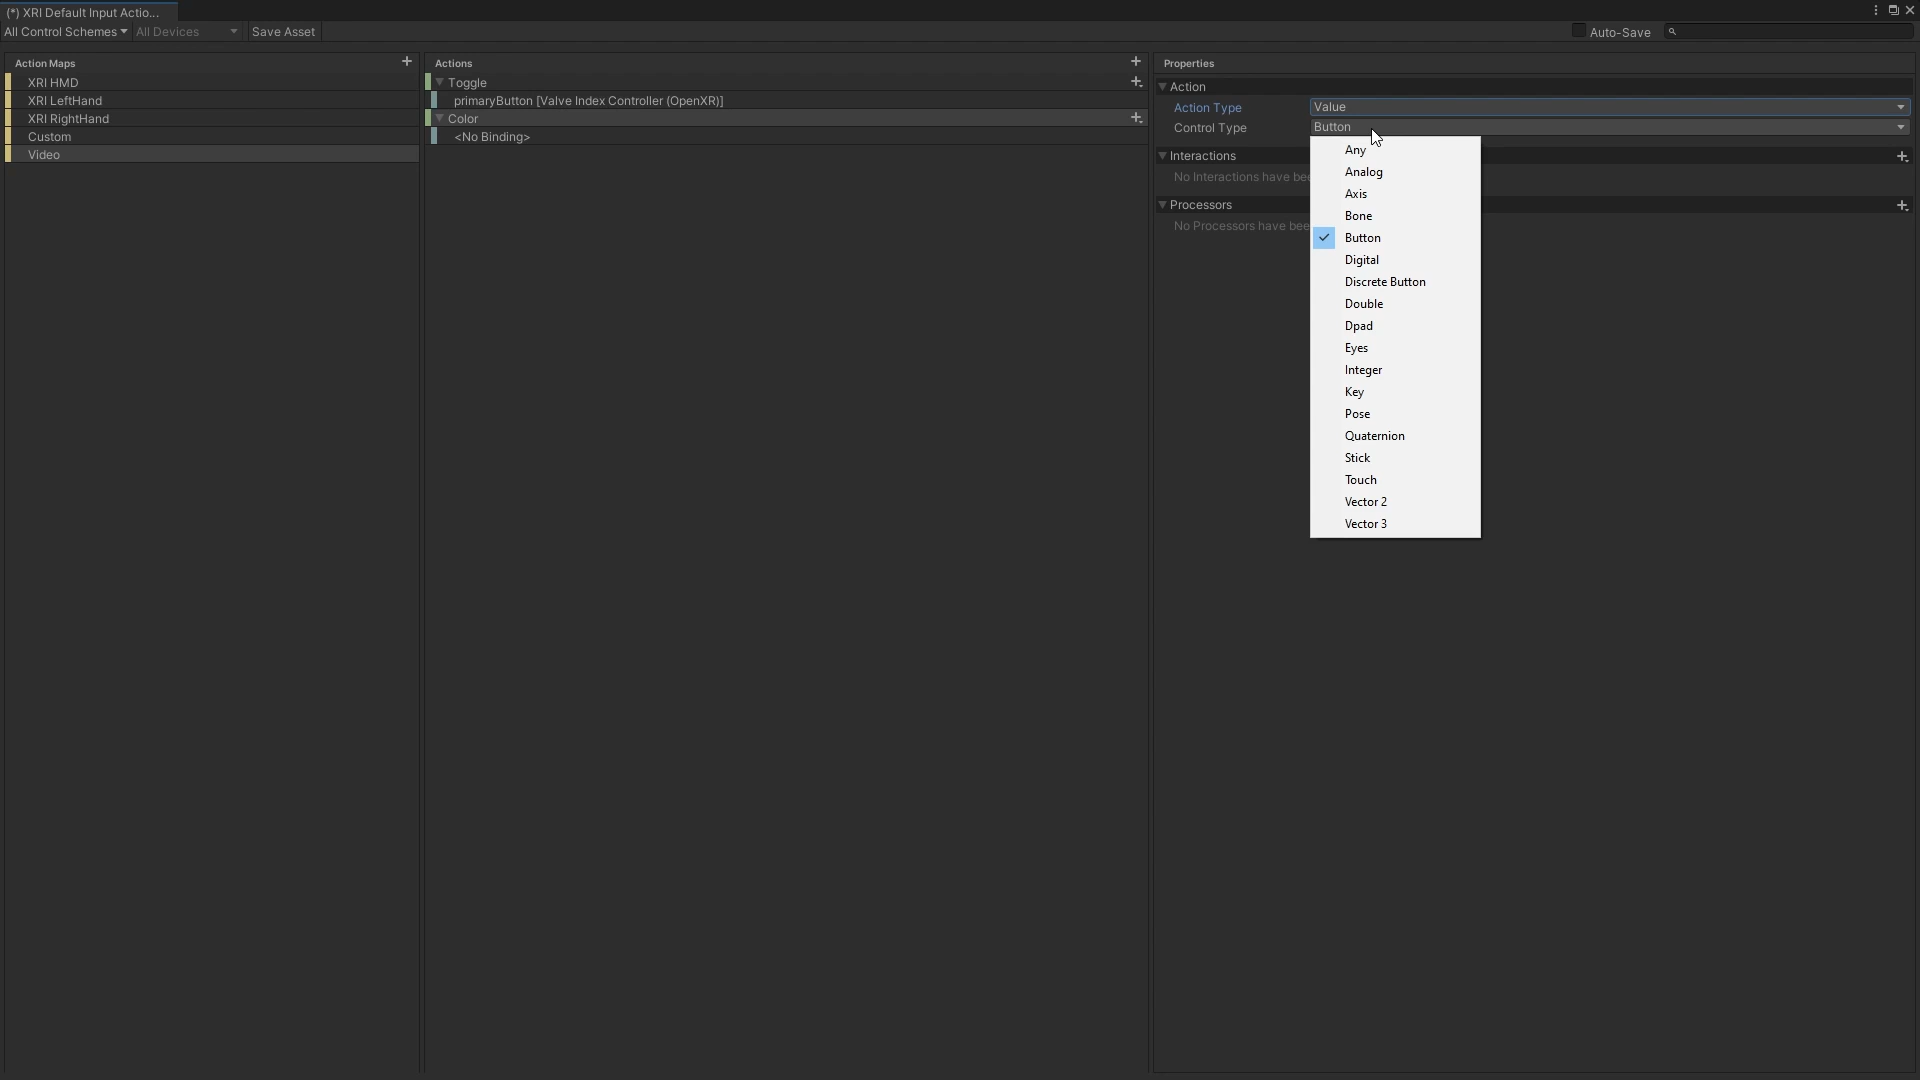 (*) XRI Default Input Actio...
All Control Schemes
All Devices
Save Asset
Auto-Save
Action Maps
XRI HMD
XRI LeftHand
XRI RightHand
Custom
Video
Actions
Toggle
primaryButton [Valve Index Controller (OpenXR)]
Color
<No Binding>
Properties
Action
Action Type
Value
Control Type
Button
Interactions
No Interactions have bee
Processors
No Processors have bee
Any
Analog
Axis
Bone
Button
Digital
Discrete Button
Double
Dpad
Eyes
Integer
Key
Pose
Quaternion
Stick
Touch
Vector 2
Vector 3